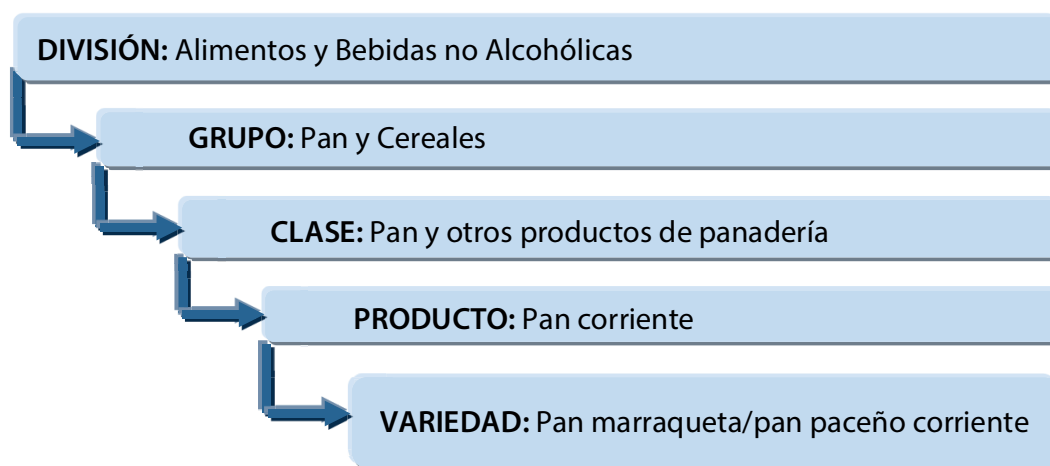 DIVISIÓN: Alimentos y Bebidas no Alcohólicas
GRUPO: Pan y Cereales
CLASE: Pan y otros productos de panadería
PRODUCTO: Pan corriente
VARIEDAD: Pan marraqueta/pan paceño corriente